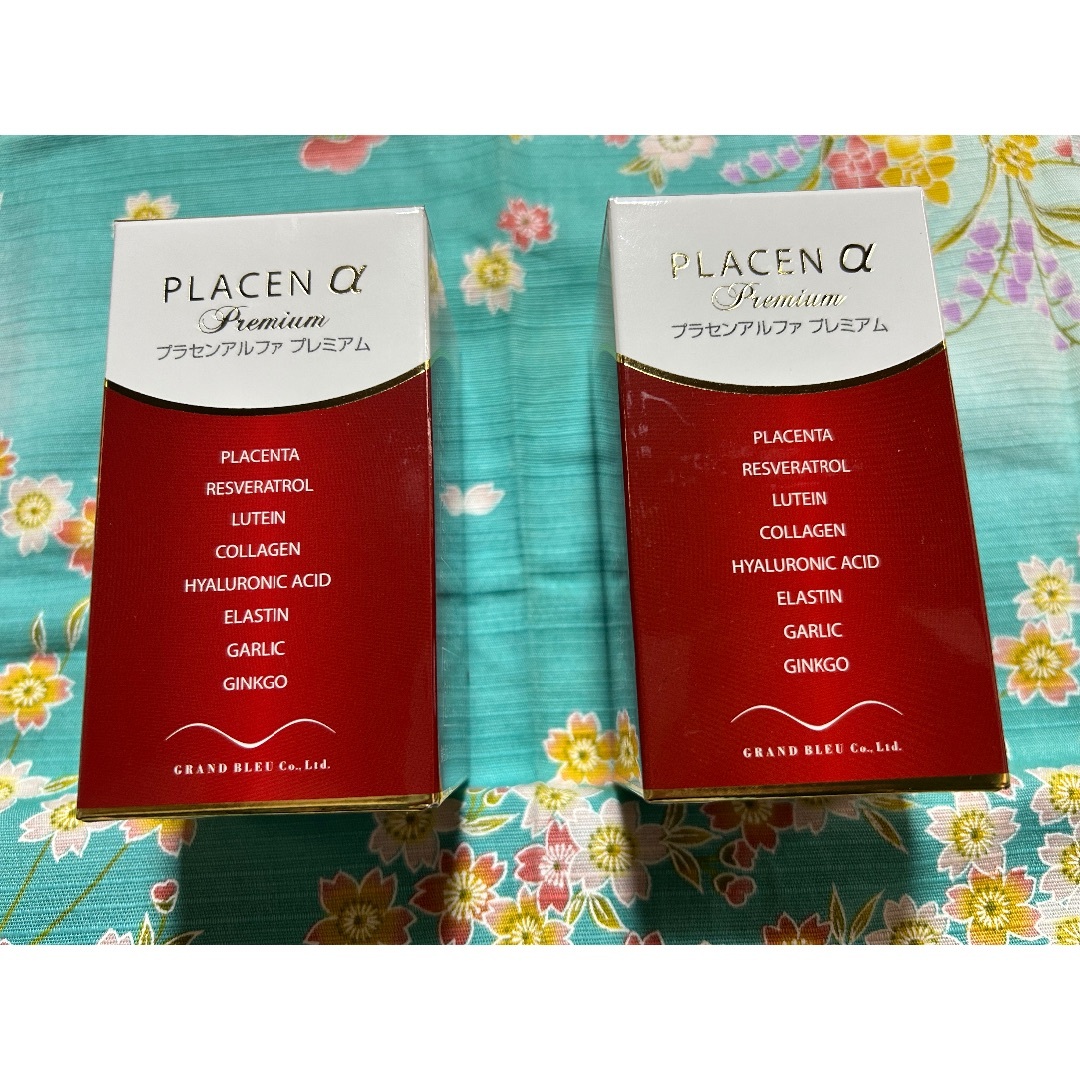 PLACEN α
Premium
プラセンアルファ プレミアム
PLACENTA
RESVERATROL
LUTEIN
COLLAGEN
HYALURONIC ACID
ELASTIN
GARLIC
GINKGO
GRAND BLEU Co., Ltd.
PLACEN α
Premium
プラセンアルファ プレミアム
PLACENTA
RESVERATROL
LUTEIN
COLLAGEN
HYALURONIC ACID
ELASTIN
GARLIC
GINKGO
GRAND BLEU Co., Ltd.